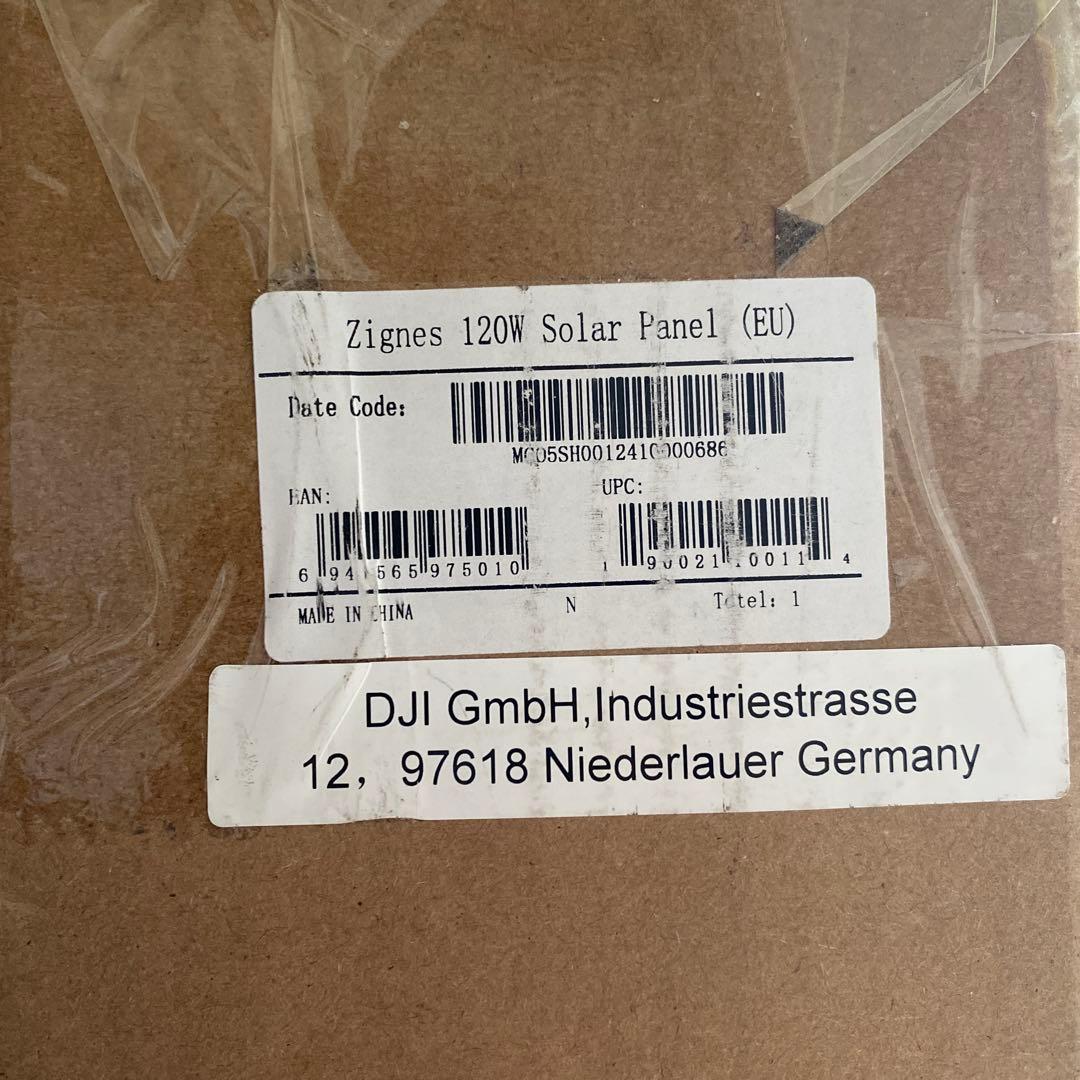 Zignes 120W Solar Panel (EU)
Date Code:
EAN:
UPC:
MADE IN CHINA
N
Totel: 1
DJI GmbH,Industriestrasse
12, 97618 Niederlauer Germany